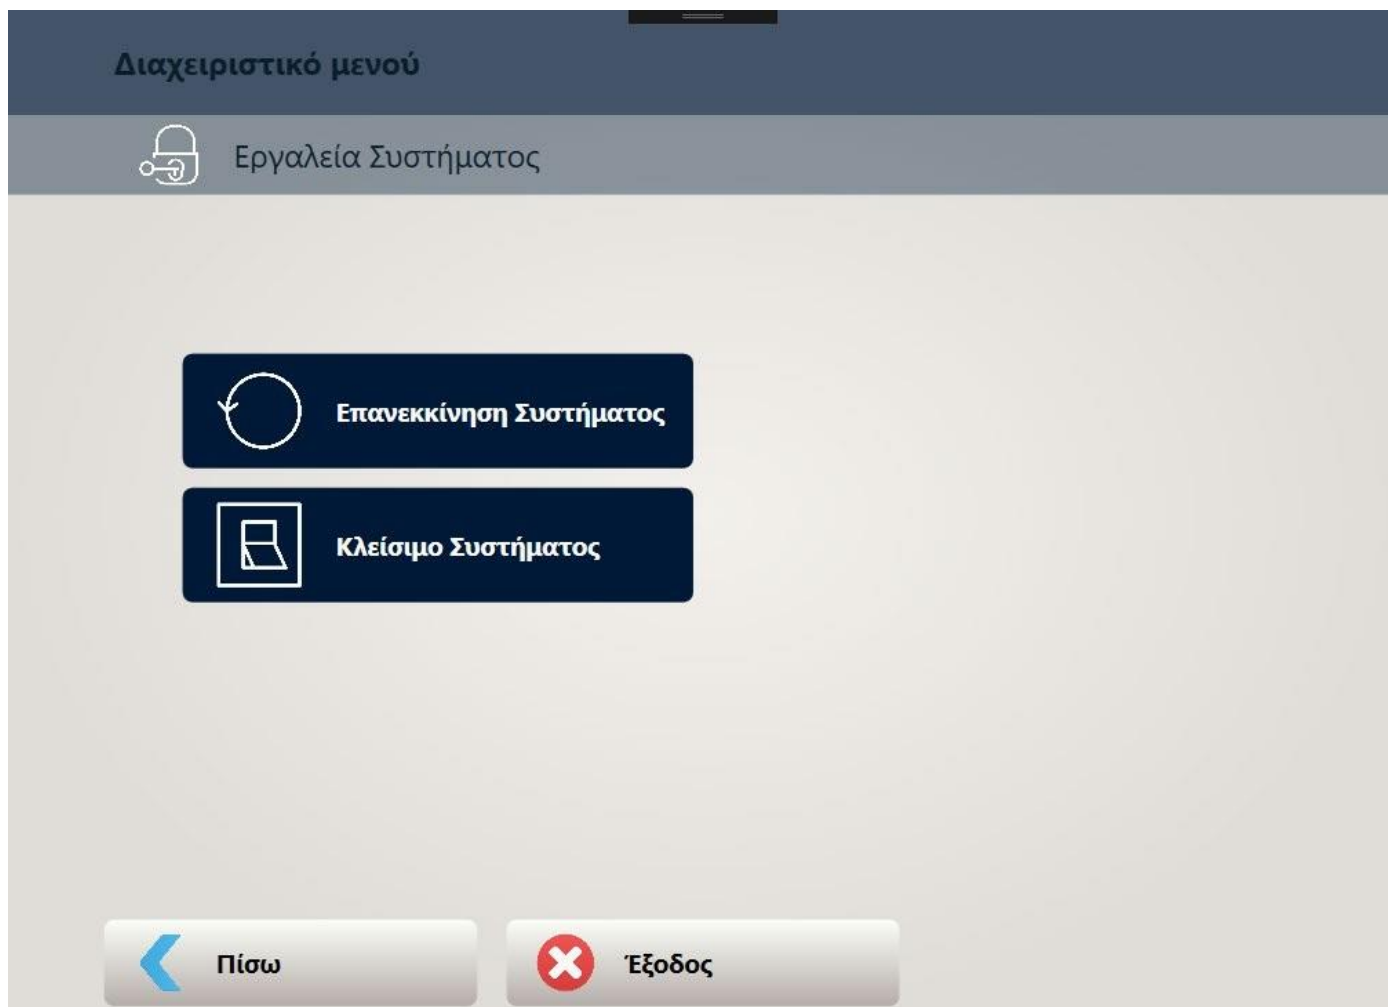 Διαχειριστικό μενού
Εργαλεία Συστήματος
Επανεκκίνηση Συστήματος
Κλείσιμο Συστήματος
Πίσω
Έξοδος